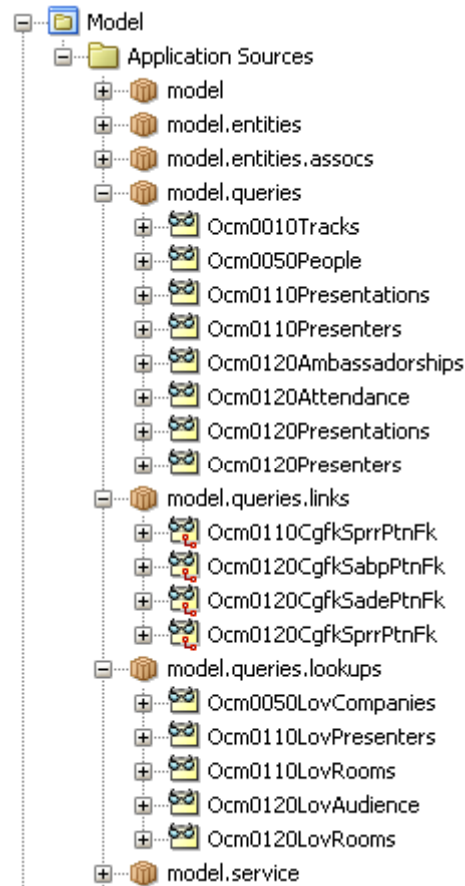 Model
Application Sources
model
model.entities
model.entities.assocs
model.queries
Ocm0010Tracks
Ocm0050People
Ocm0110Presentations
Ocm0110Presenters
Ocm0120Ambassadorships
Ocm0120Attendance
Ocm0120Presentations
Ocm0120Presenters
model.queries.links
Ocm0110CgfkSprrPtnFk
Ocm0120CgfkSabpPtnFk
Ocm0120CgfkSadePtnFk
Ocm0120CgfkSprrPtnFk
model.queries.lookups
Ocm0050LovCompanies
Ocm0110LovPresenters
Ocm0110LovRooms
Ocm0120LovAudience
Ocm0120LovRooms
model.service